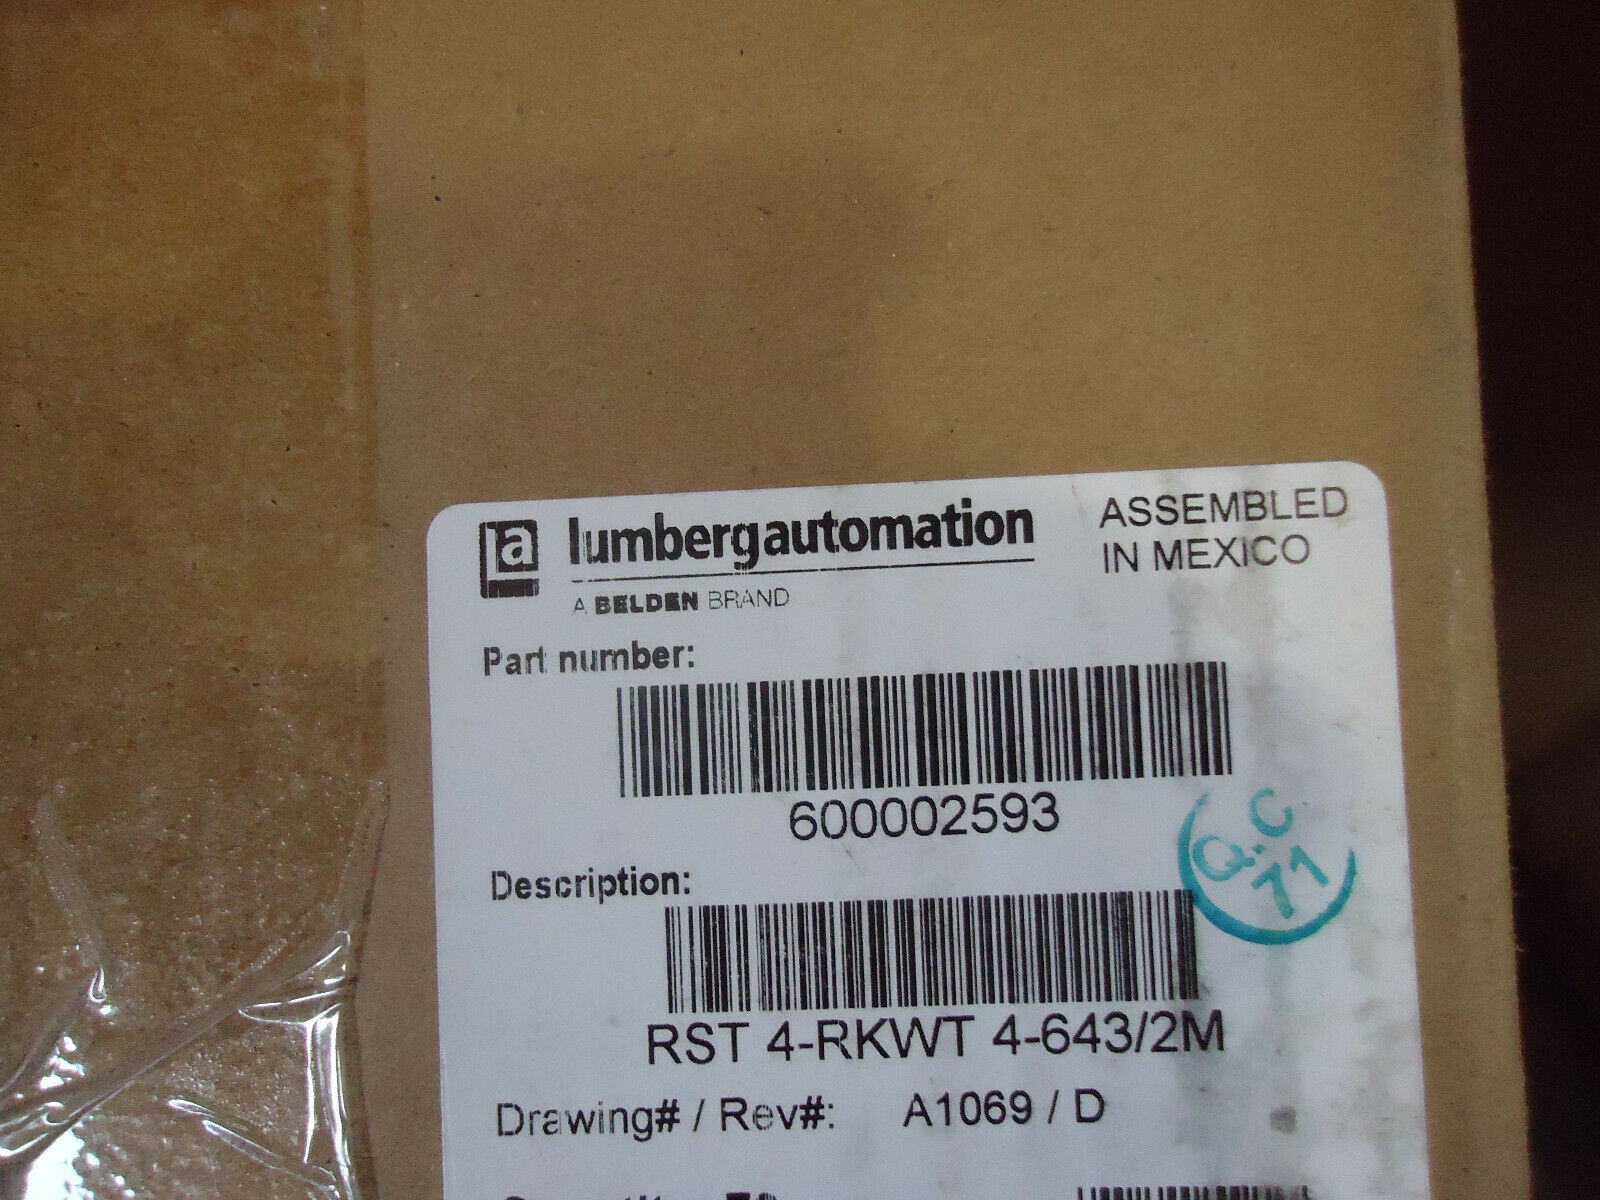 la lumbergautomation
A BELDEN BRAND
ASSEMBLED
IN MEXICO
Part number:
600002593
Description:
RST 4-RKWT 4-643/2M
Q.C
71
Drawing# / Rev#: A1069 / D